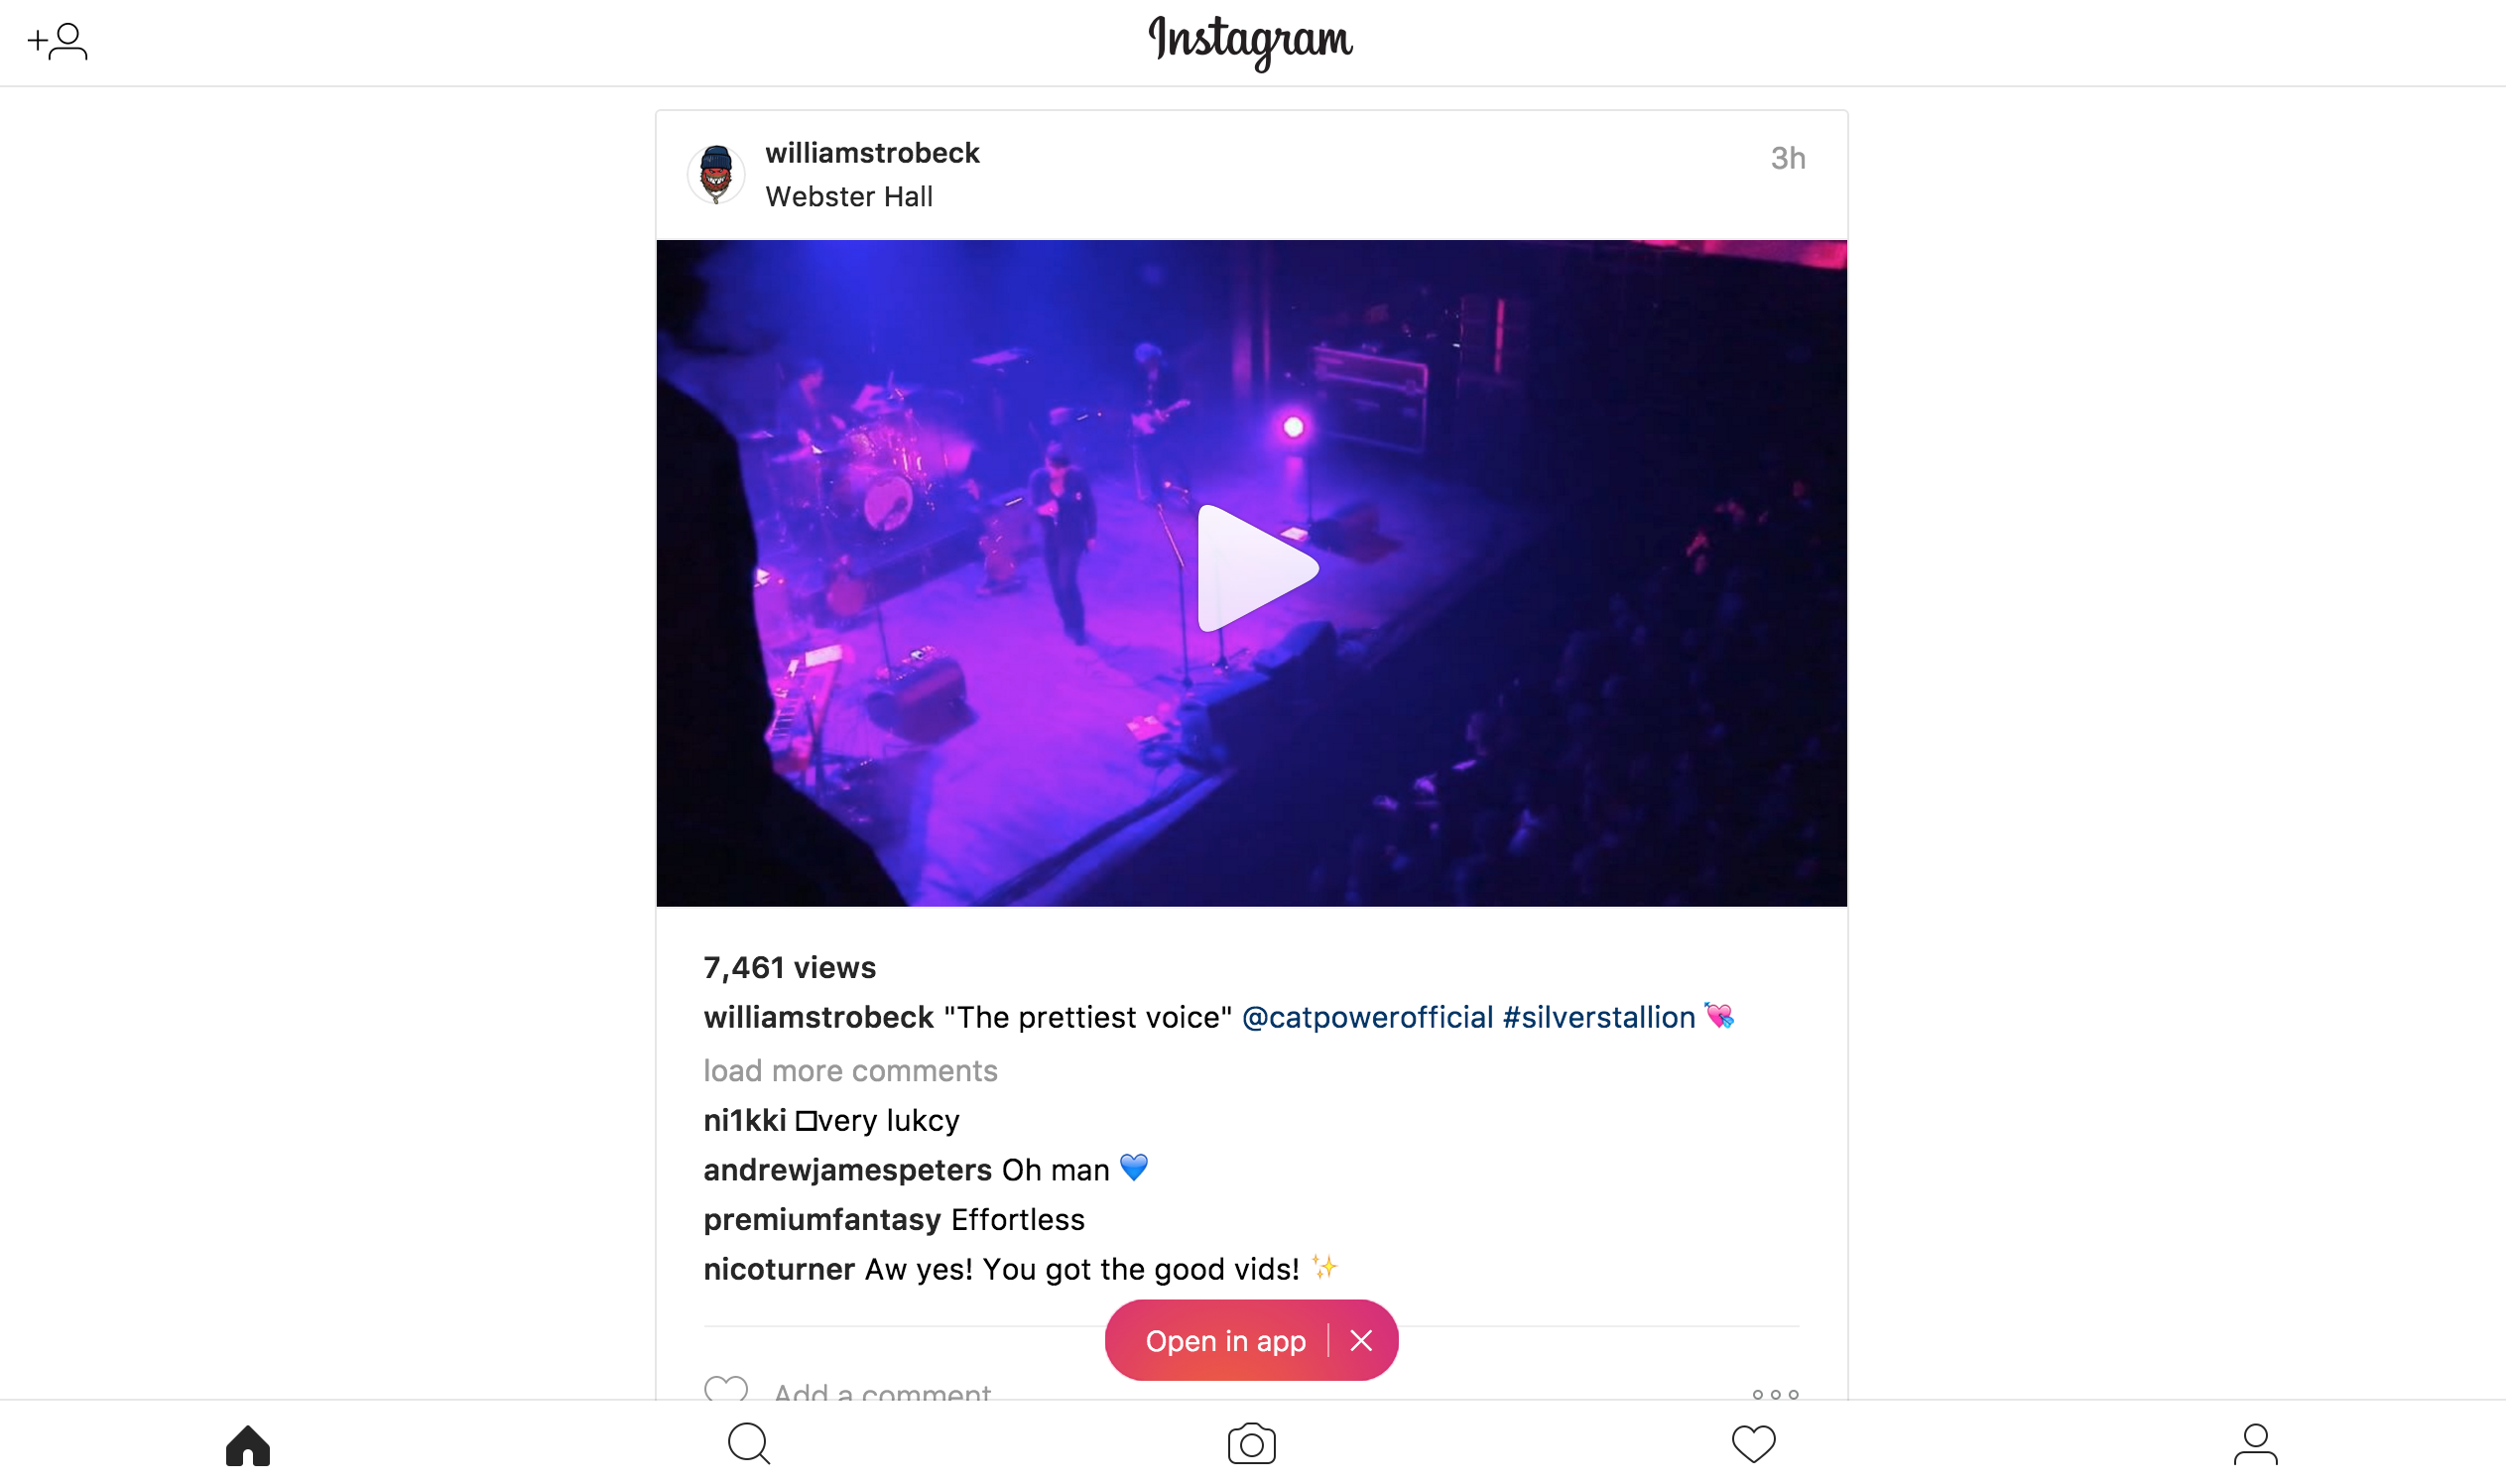 Instagram
williamstrobeck
3h
Webster Hall
7,461 views
williamstrobeck "The prettiest voice" @catpowerofficial #silverstallion 💘
load more comments
ni1kki □very lukcy
andrewjamespeters Oh man 💙
premiumfantasy Effortless
nicoturner Aw yes! You got the good vids! ✨
Open in app
Add a comment